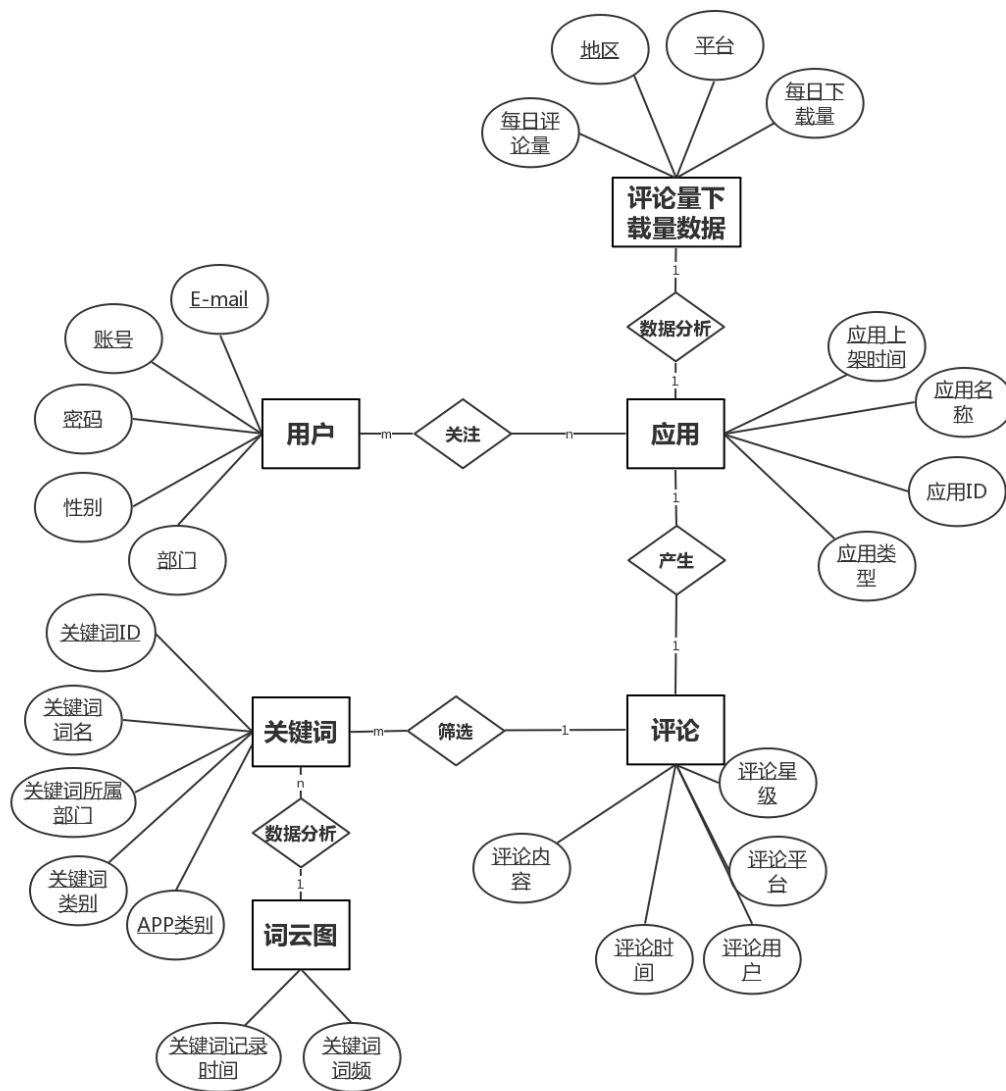 地区
平台
每日评
论量
每日下
载量
评论量下
载量数据
1
数据分析
1
E-mail
账号
密码
性别
部门
用户
m
关注
n
应用
应用上
架时间
应用名
称
应用ID
应用类
型
1
产生
1
关键词ID
关键词
词名
关键词所属
部门
关键词
类别
APP类别
关键词
m
筛选
1
评论
n
数据分析
1
词云图
关键词记录
时间
关键词
词频
评论星
级
评论内
容
评论平
台
评论时
间
评论用
户